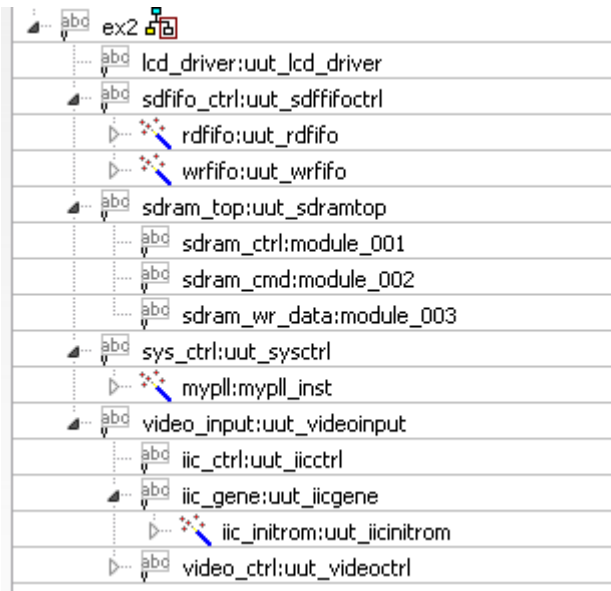 ex2
lcd_driver:uut_lcd_driver
sdfifo_ctrl:uut_sdffifoctrl
rdfifo:uut_rdfifo
wrfifo:uut_wrfifo
sdram_top:uut_sdramtop
sdram_ctrl:module_001
sdram_cmd:module_002
sdram_wr_data:module_003
sys_ctrl:uut_sysctrl
mypll:mypll_inst
video_input:uut_videoinput
iic_ctrl:uut_iicctrl
iic_gene:uut_iicgene
iic_initrom:uut_iicinitrom
video_ctrl:uut_videoctrl